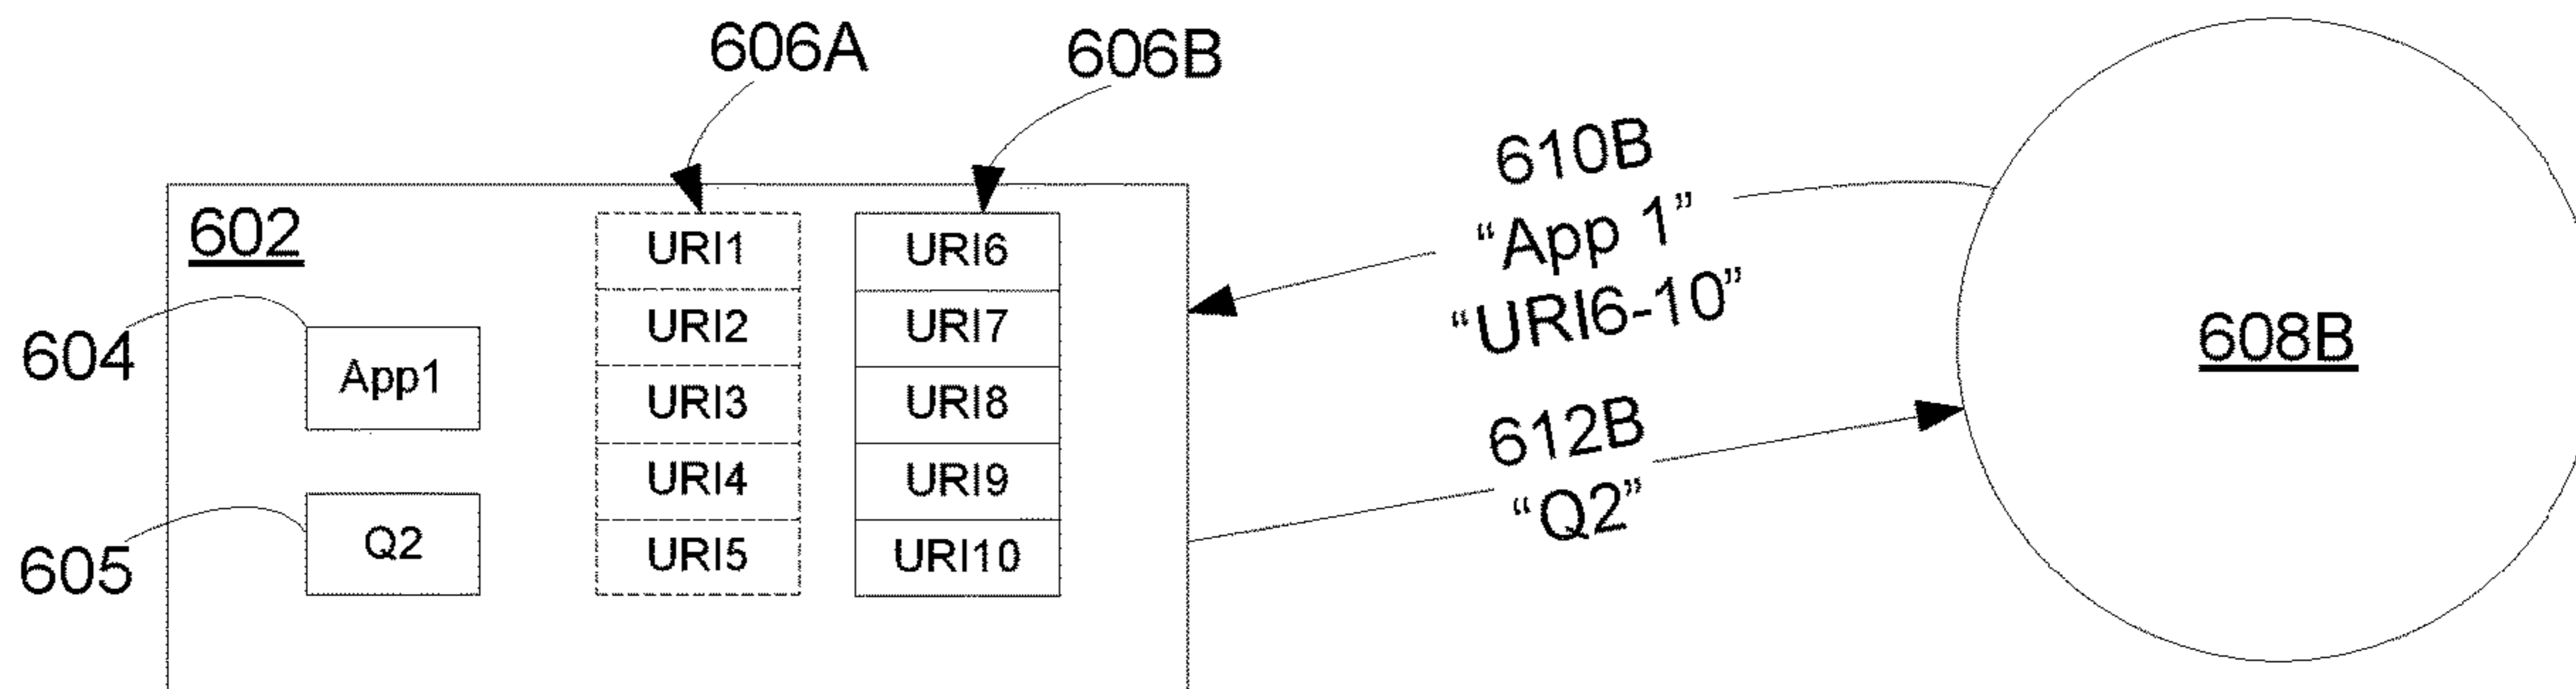 606A
606B
602
604
605
App1
Q2
URI1
URI2
URI3
URI4
URI5
URI6
URI7
URI8
URI9
URI10
610B
“App 1”
“URI6-10”
612B
“Q2”
608B